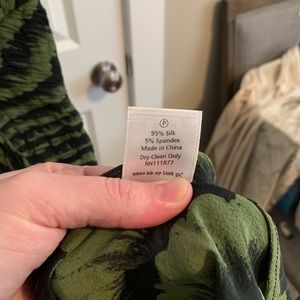 P
95% Silk
5% Spandex
Made in China
Dry Clean Only
RN111877